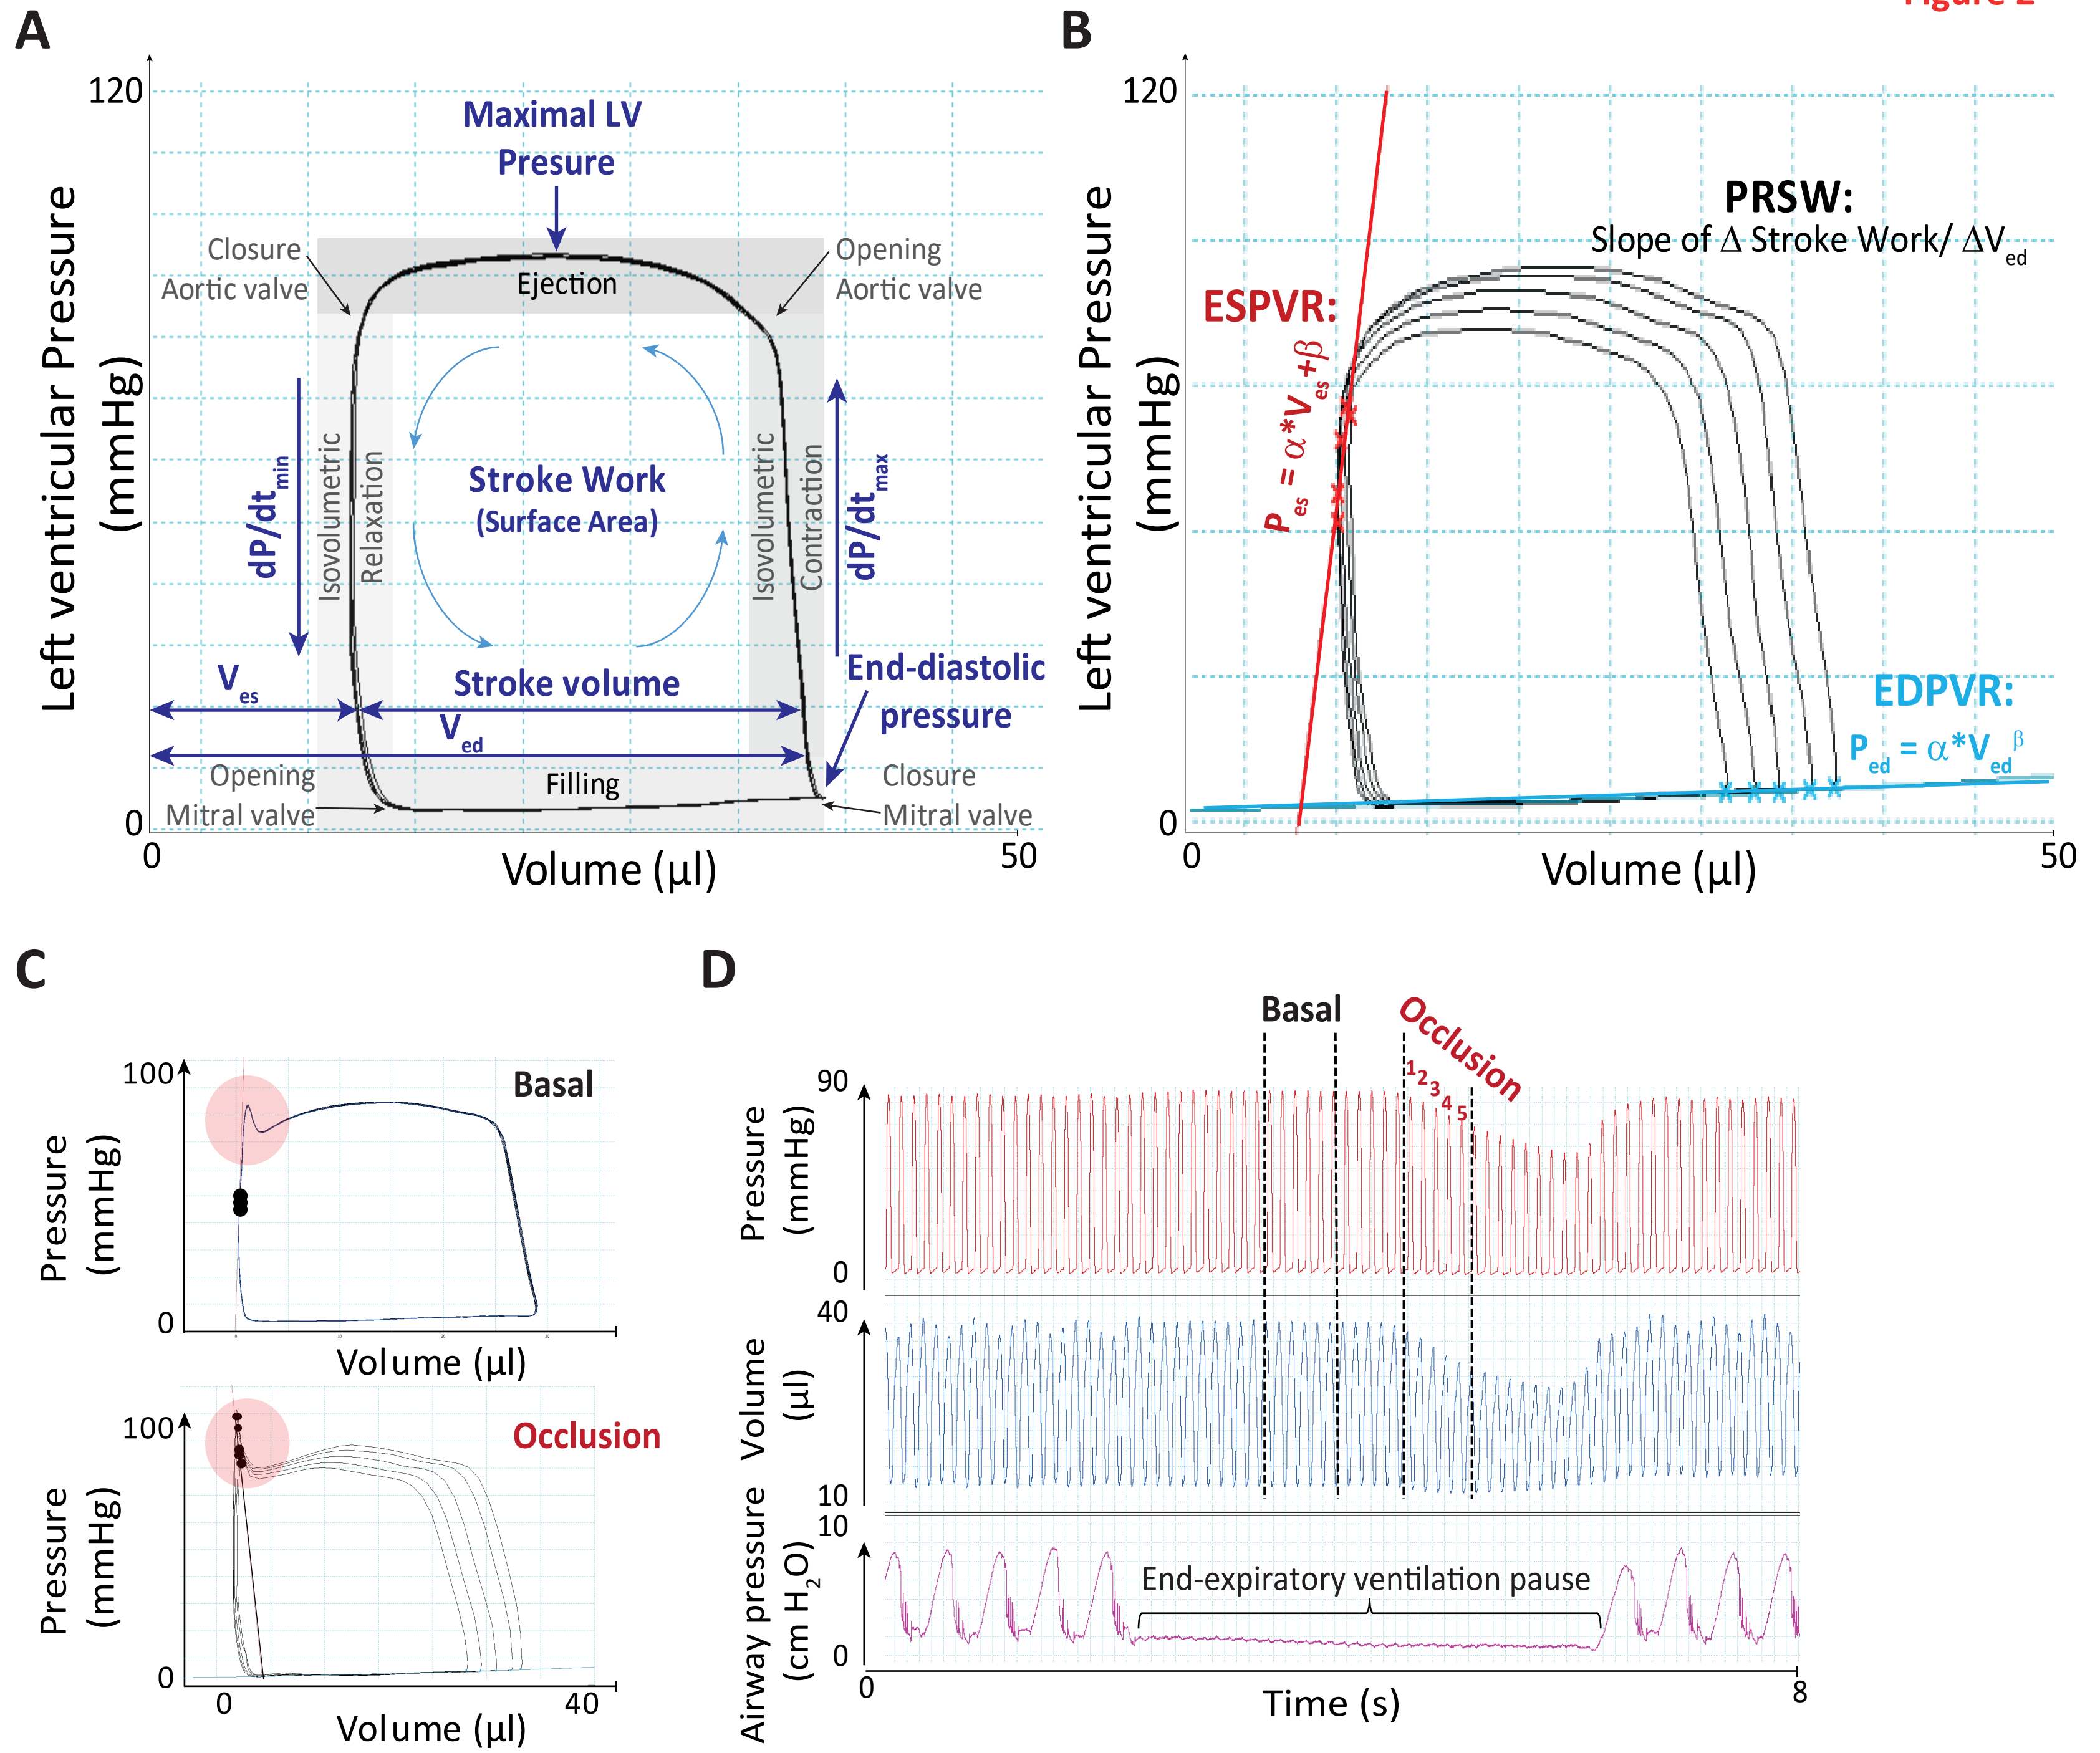 Figure 2
A
120
Left ventricular Pressure
(mmHg)
0
0
50
Volume (µl)
Maximal LV
Presure
Closure
Aortic valve
Ejection
Opening
Aortic valve
dP/dtmin
Isovolumetric
Relaxation
Stroke Work
(Surface Area)
Isovolumetric
Contraction
dP/dtmax
Ves
Stroke volume
Ved
End-diastolic
pressure
Opening
Mitral valve
Filling
Closure
Mitral valve
B
120
Left ventricular Pressure
(mmHg)
0
0
50
Volume (µl)
PRSW:
Slope of Δ Stroke Work/ ΔVed
ESPVR:
Pes = α*Ves+β
EDPVR:
Ped = α*Vedβ
C
100
Basal
Pressure
(mmHg)
0
Volume (µl)
100
Occlusion
Pressure
(mmHg)
0
0
40
Volume (µl)
D
Basal
Occlusion
1 2 3 4 5
90
Pressure
(mmHg)
0
40
Volume
(µl)
10
10
Airway pressure
(cm H2O)
End-expiratory ventilation pause
0
0
8
Time (s)